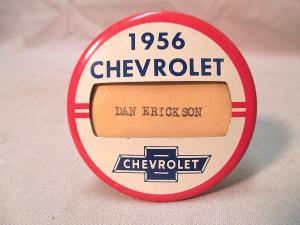 1956
CHEVROLET
DAN ERICKSON
CHEVROLET